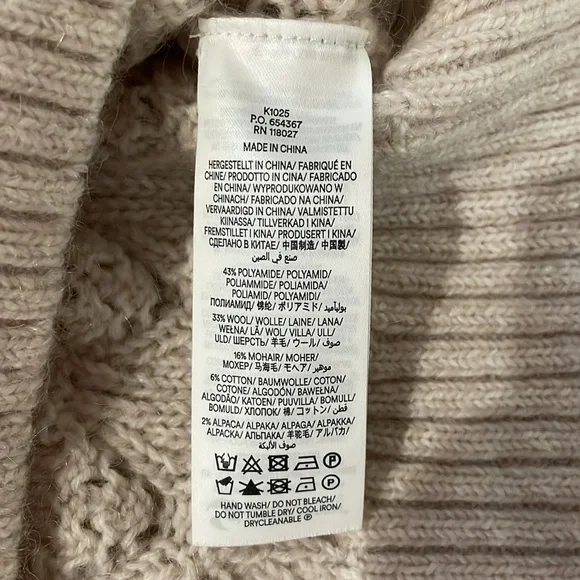 K1025
P.O. 654367
RN 118027
MADE IN CHINA
HERGESTELLT IN CHINA/ FABRIQUÉ EN
CHINE/ PRODOTTO IN CINA/ FABRICADO
EN CHINA/ WYPRODUKOWANO W
CHINACH/ FABRICADO NA CHINA/
VERVAARDIGD IN CHINA/ VALMISTETTU
KIINASSA/ TILLVERKAD I KINA/
FREMSTILLET I KINA/ PRODUSERT I KINA/
СДЕЛАНО В КИТАЕ/ 中国制造/ 中国製/
صنع في الصين
43% POLYAMIDE/ POLYAMID/
POLIAMMIDE/ POLIAMIDA/
POLIAMID/ POLYAMIDI/
ПОЛИАМИД/ 锦纶/ ポリアミド/ بوليأميد
33% WOOL/ WOLLE/ LAINE/ LANA/
WEŁNA/ LÃ/ WOL/ VILLA/ ULL/
ULD/ ШЕРСТЬ/ 羊毛/ ウール/ صوف
16% MOHAIR/ MOHER/
МОХЕР/ 马海毛/ モヘア/ موهير
6% COTTON/ BAUMWOLLE/ COTON/
COTONE/ ALGODÓN/ BAWEŁNA/
ALGODÃO/ KATOEN/ PUUVILLA/ BOMULL/
BOMULD/ ХЛОПОК/ 棉/ コットン/ قطن
2% ALPACA/ ALPAKA/ ALPAGA/ ALPAKKA/
ALPACKA/ АЛЬПАКА/ 羊驼毛/ アルパカ/
صوف الألبكة
HAND WASH/ DO NOT BLEACH/
DO NOT TUMBLE DRY/ COOL IRON/
DRYCLEANABLE Ⓟ